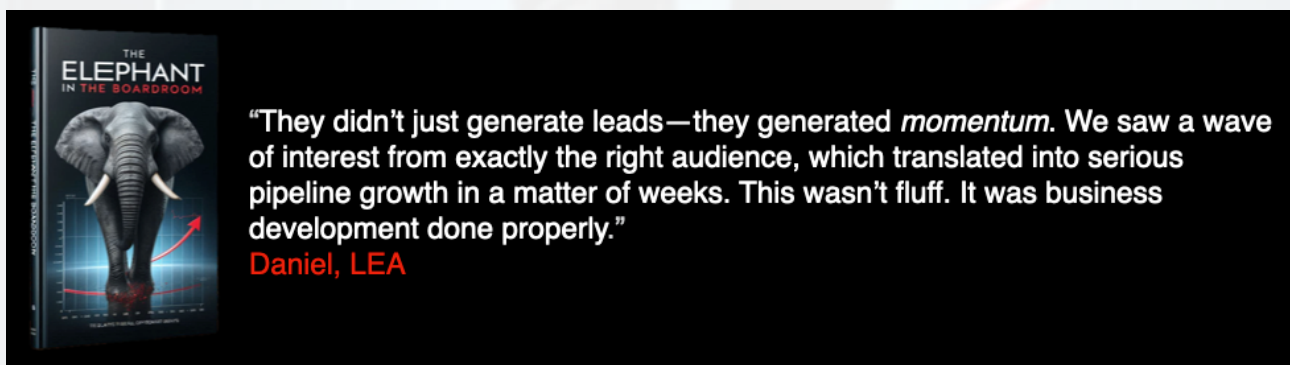 THE
ELEPHANT
IN THE BOARDROOM
“They didn’t just generate leads—they generated momentum. We saw a wave
of interest from exactly the right audience, which translated into serious
pipeline growth in a matter of weeks. This wasn’t fluff. It was business
development done properly.”
Daniel, LEA